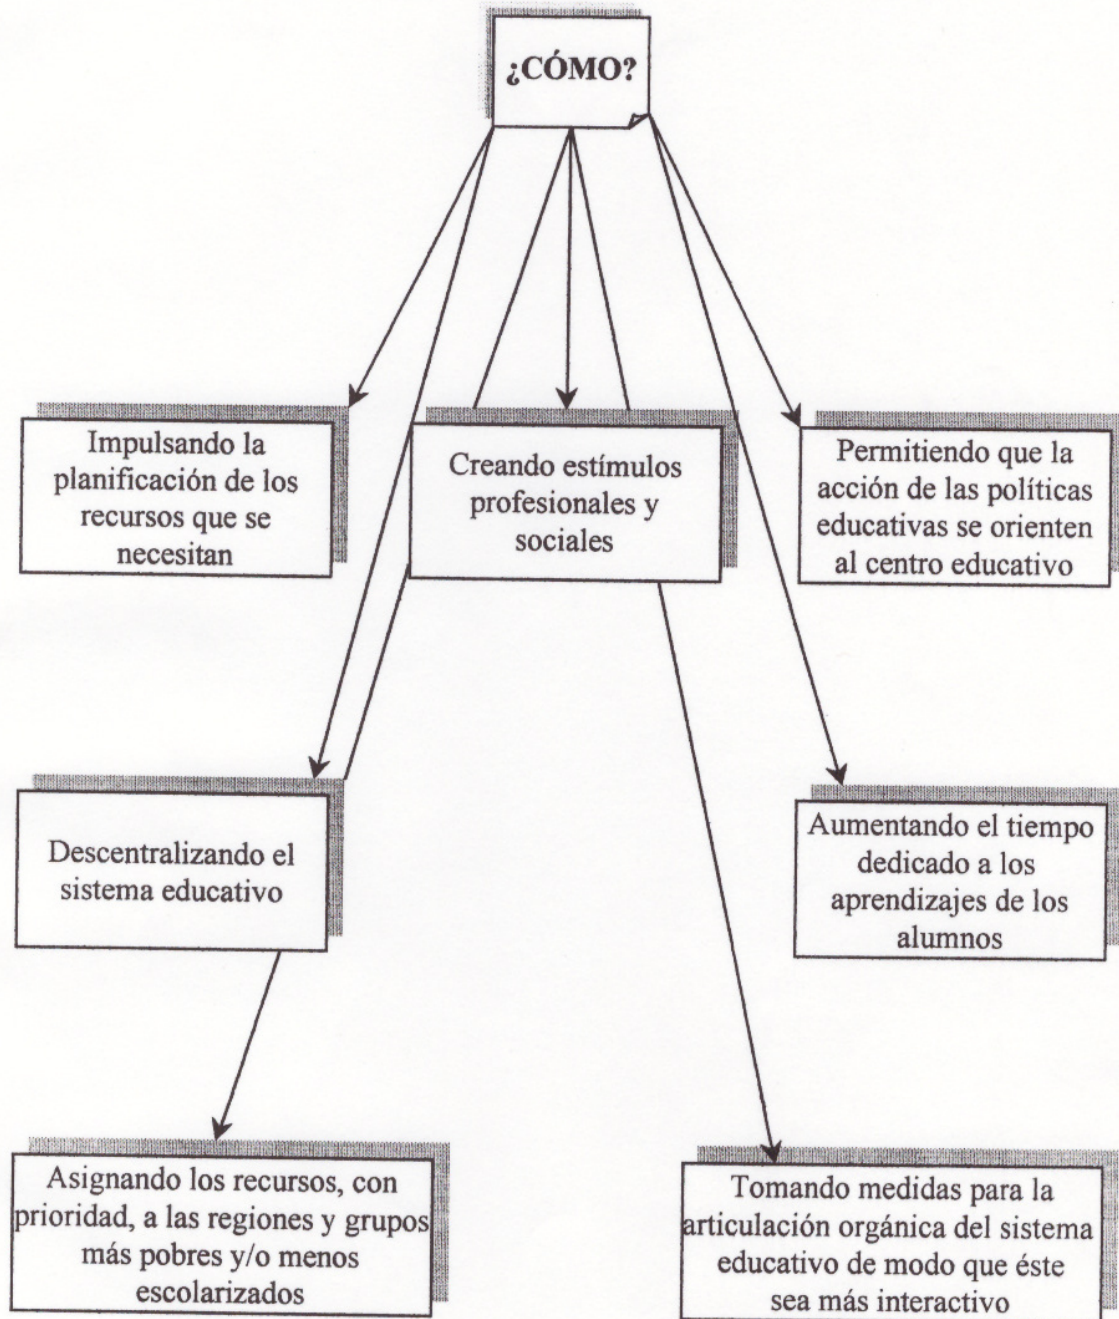 ¿CÓMO?
Impulsando la
planificación de los
recursos que se
necesitan
Creando estímulos
profesionales y
sociales
Permitiendo que la
acción de las políticas
educativas se orienten
al centro educativo
Descentralizando el
sistema educativo
Aumentando el tiempo
dedicado a los
aprendizajes de los
alumnos
Asignando los recursos, con
prioridad, a las regiones y grupos
más pobres y/o menos
escolarizados
Tomando medidas para la
articulación orgánica del sistema
educativo de modo que éste
sea más interactivo